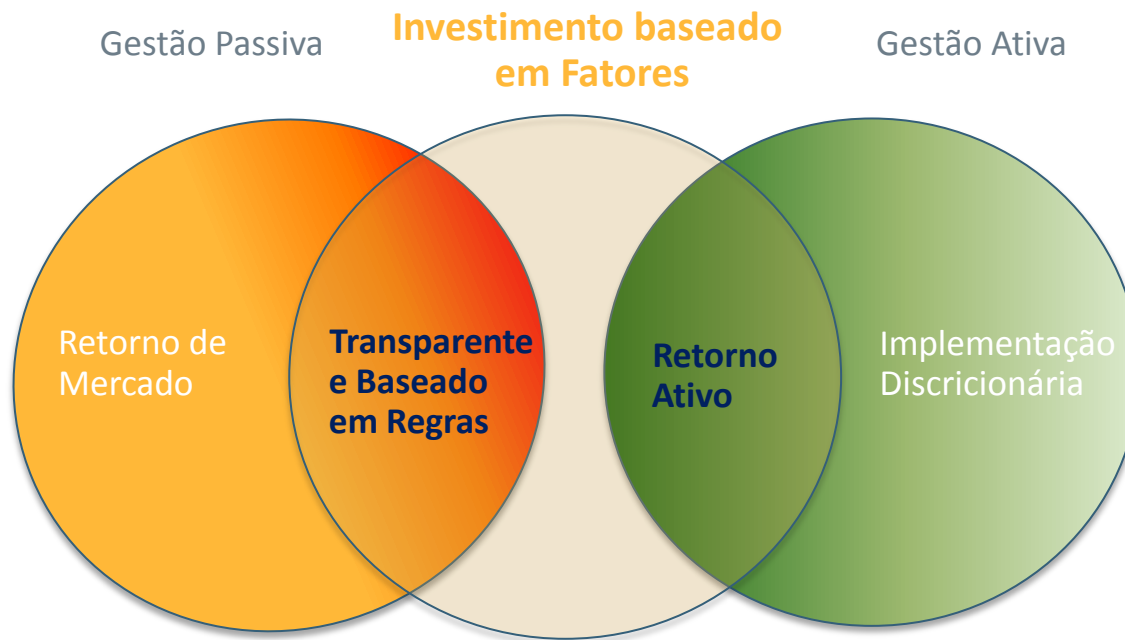 Gestão Passiva
Investimento baseado
em Fatores
Gestão Ativa
Retorno de
Mercado
Transparente
e Baseado
em Regras
Retorno
Ativo
Implementação
Discricionária